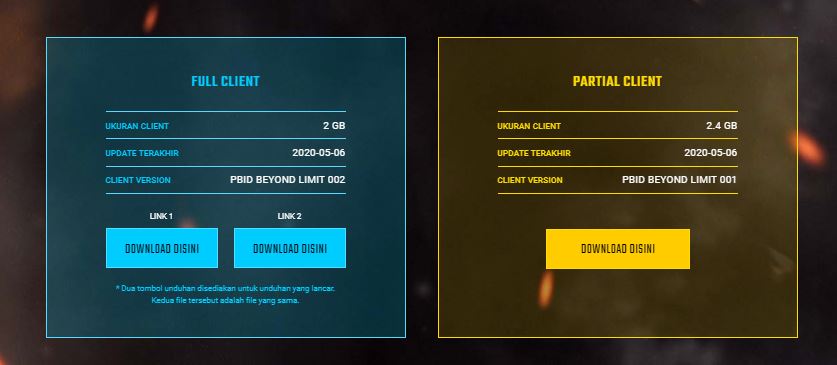 FULL CLIENT
UKURAN CLIENT 2 GB
UPDATE TERAKHIR 2020-05-06
CLIENT VERSION PBID BEYOND LIMIT 002
LINK 1 LINK 2
DOWNLOAD DISINI DOWNLOAD DISINI
* Dua tombol unduhan disediakan untuk unduhan yang lancar.
Kedua file tersebut adalah file yang sama.
PARTIAL CLIENT
UKURAN CLIENT 2.4 GB
UPDATE TERAKHIR 2020-05-06
CLIENT VERSION PBID BEYOND LIMIT 001
DOWNLOAD DISINI